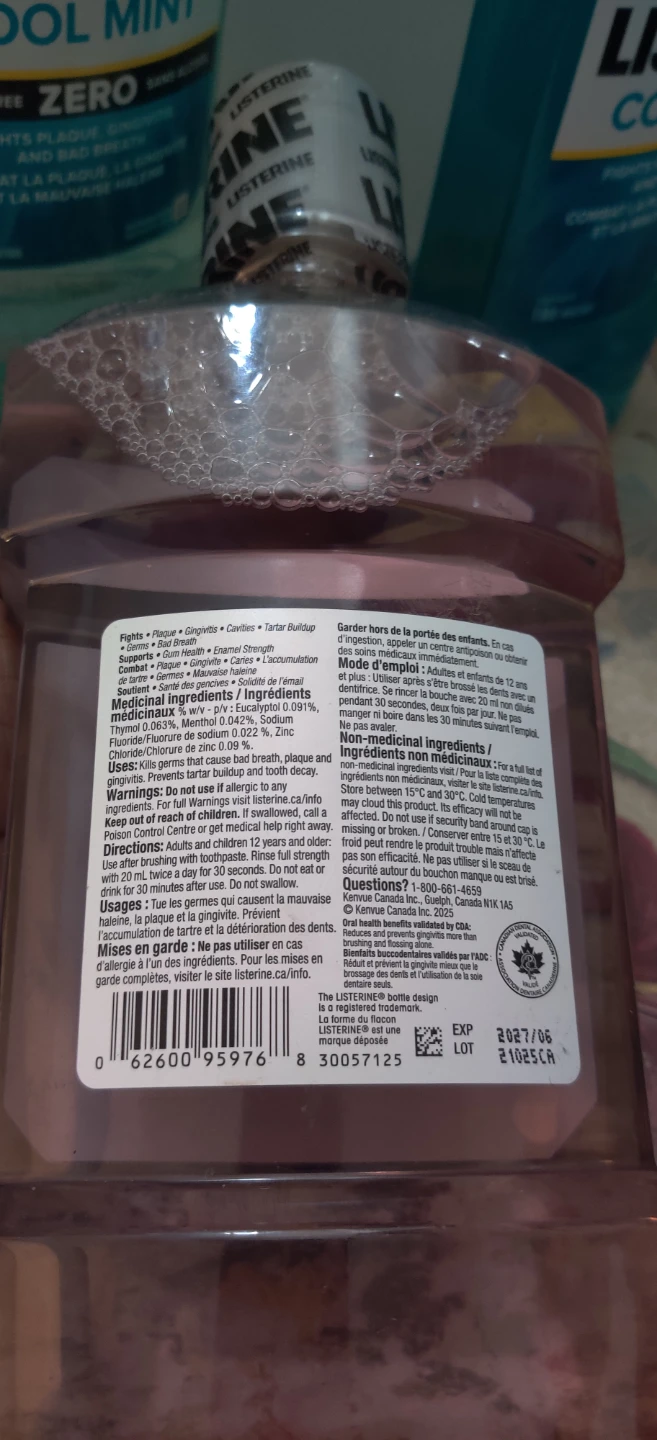 OOL MINT
ZERO
HTS PLAQUE, GINGIVITIS
AND BAD BREATH
LISTERINE
RINE
LISTERINE
INE
LISTERINE
LI
LISTERINE
LIS
LIS
CO
Fights • Plaque • Gingivitis • Cavities • Tartar Buildup
• Germs • Bad Breath
Supports • Gum Health • Enamel Strength
Combat • Plaque • Gingivite • Caries • L'accumulation
de tartre • Germes • Mauvaise haleine
Soutient • Santé des gencives • Solidité de l'émail
Medicinal ingredients / Ingrédients
médicinaux % w/v - p/v : Eucalyptol 0.091%,
Thymol 0.063%, Menthol 0.042%, Sodium
Fluoride/Fluorure de sodium 0.022 %, Zinc
Chloride/Chlorure de zinc 0.09 %.
Uses: Kills germs that cause bad breath, plaque and
gingivitis. Prevents tartar buildup and tooth decay.
Warnings: Do not use if allergic to any
ingredients. For full Warnings visit listerine.ca/info
Keep out of reach of children. If swallowed, call a
Poison Control Centre or get medical help right away.
Directions: Adults and children 12 years and older:
Use after brushing with toothpaste. Rinse full strength
with 20 mL twice a day for 30 seconds. Do not eat or
drink for 30 minutes after use. Do not swallow.
Usages : Tue les germes qui causent la mauvaise
haleine, la plaque et la gingivite. Prévient
l'accumulation de tartre et la détérioration des dents.
Mises en garde : Ne pas utiliser en cas
d'allergie à l'un des ingrédients. Pour les mises en
garde complètes, visiter le site listerine.ca/info.
0 62600 95976 8
Garder hors de la portée des enfants. En cas
d'ingestion, appeler un centre antipoison ou obtenir
des soins médicaux immédiatement.
Mode d'emploi : Adultes et enfants de 12 ans
et plus : Utiliser après s'être brossé les dents avec un
dentifrice. Se rincer la bouche avec 20 ml non dilués
pendant 30 secondes, deux fois par jour. Ne pas
manger ni boire dans les 30 minutes suivant l'emploi.
Ne pas avaler.
Non-medicinal ingredients /
Ingrédients non médicinaux : For a full list of
non-medicinal ingredients visit / Pour la liste complète des
ingrédients non médicinaux, visiter le site listerine.ca/info.
Store between 15°C and 30°C. Cold temperatures
may cloud this product. Its efficacy will not be
affected. Do not use if security band around cap is
missing or broken. / Conserver entre 15 et 30 °C. Le
froid peut rendre le produit trouble mais n'affecte
pas son efficacité. Ne pas utiliser si le sceau de
sécurité autour du bouchon manque ou est brisé.
Questions? 1-800-661-4659
Kenvue Canada Inc., Guelph, Canada N1K 1A5
© Kenvue Canada Inc. 2025
Oral health benefits validated by CDA:
Reduces and prevents gingivitis more than
brushing and flossing alone.
Bienfaits buccodentaires validés par l'ADC :
Réduit et prévient la gingivite mieux que le
brossage des dents et l'utilisation de la soie
dentaire seuls.
CANADIAN DENTAL ASSOCIATION
VALIDATED
VALIDÉ
ASSOCIATION DENTAIRE CANADIENNE
The LISTERINE® bottle design
is a registered trademark.
La forme du flacon
LISTERINE® est une
marque déposée
30057125
EXP 2027/06
LOT 21025CA